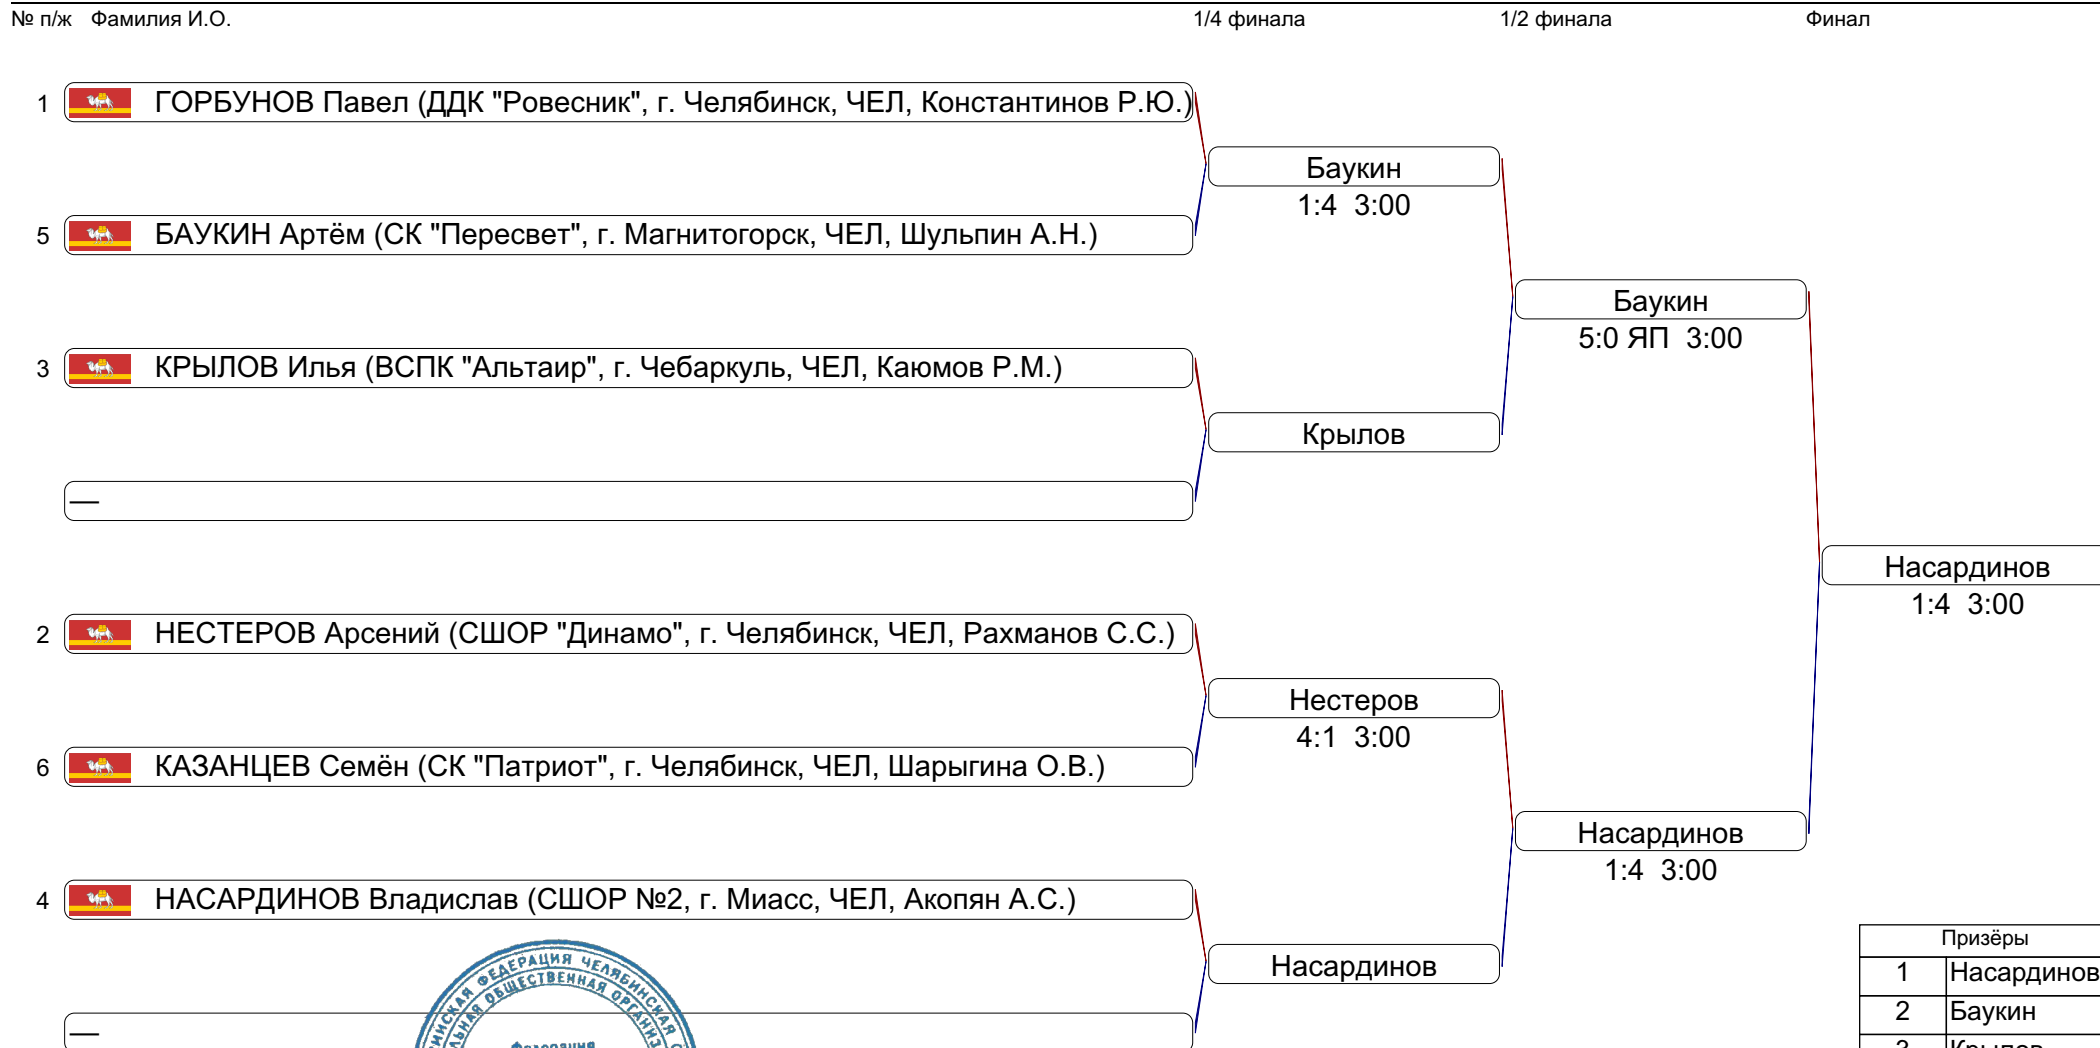 № п/ж Фамилия И.О. 1/4 финала 1/2 финала Финал
1 ГОРБУНОВ Павел (ДДК "Ровесник", г. Челябинск, ЧЕЛ, Константинов Р.Ю.)
Баукин
1:4 3:00
5 БАУКИН Артём (СК "Пересвет", г. Магнитогорск, ЧЕЛ, Шульпин А.Н.)
Баукин
5:0 ЯП 3:00
3 КРЫЛОВ Илья (ВСПК "Альтаир", г. Чебаркуль, ЧЕЛ, Каюмов Р.М.)
Крылов
—
Насардинов
1:4 3:00
2 НЕСТЕРОВ Арсений (СШОР "Динамо", г. Челябинск, ЧЕЛ, Рахманов С.С.)
Нестеров
4:1 3:00
6 КАЗАНЦЕВ Семён (СК "Патриот", г. Челябинск, ЧЕЛ, Шарыгина О.В.)
Насардинов
1:4 3:00
4 НАСАРДИНОВ Владислав (СШОР №2, г. Миасс, ЧЕЛ, Акопян А.С.)
Насардинов
—
ФЕДЕРАЦИЯ
ОБЩЕСТВЕННАЯ
Призёры
1 Насардинов
2 Баукин
3 Крылов